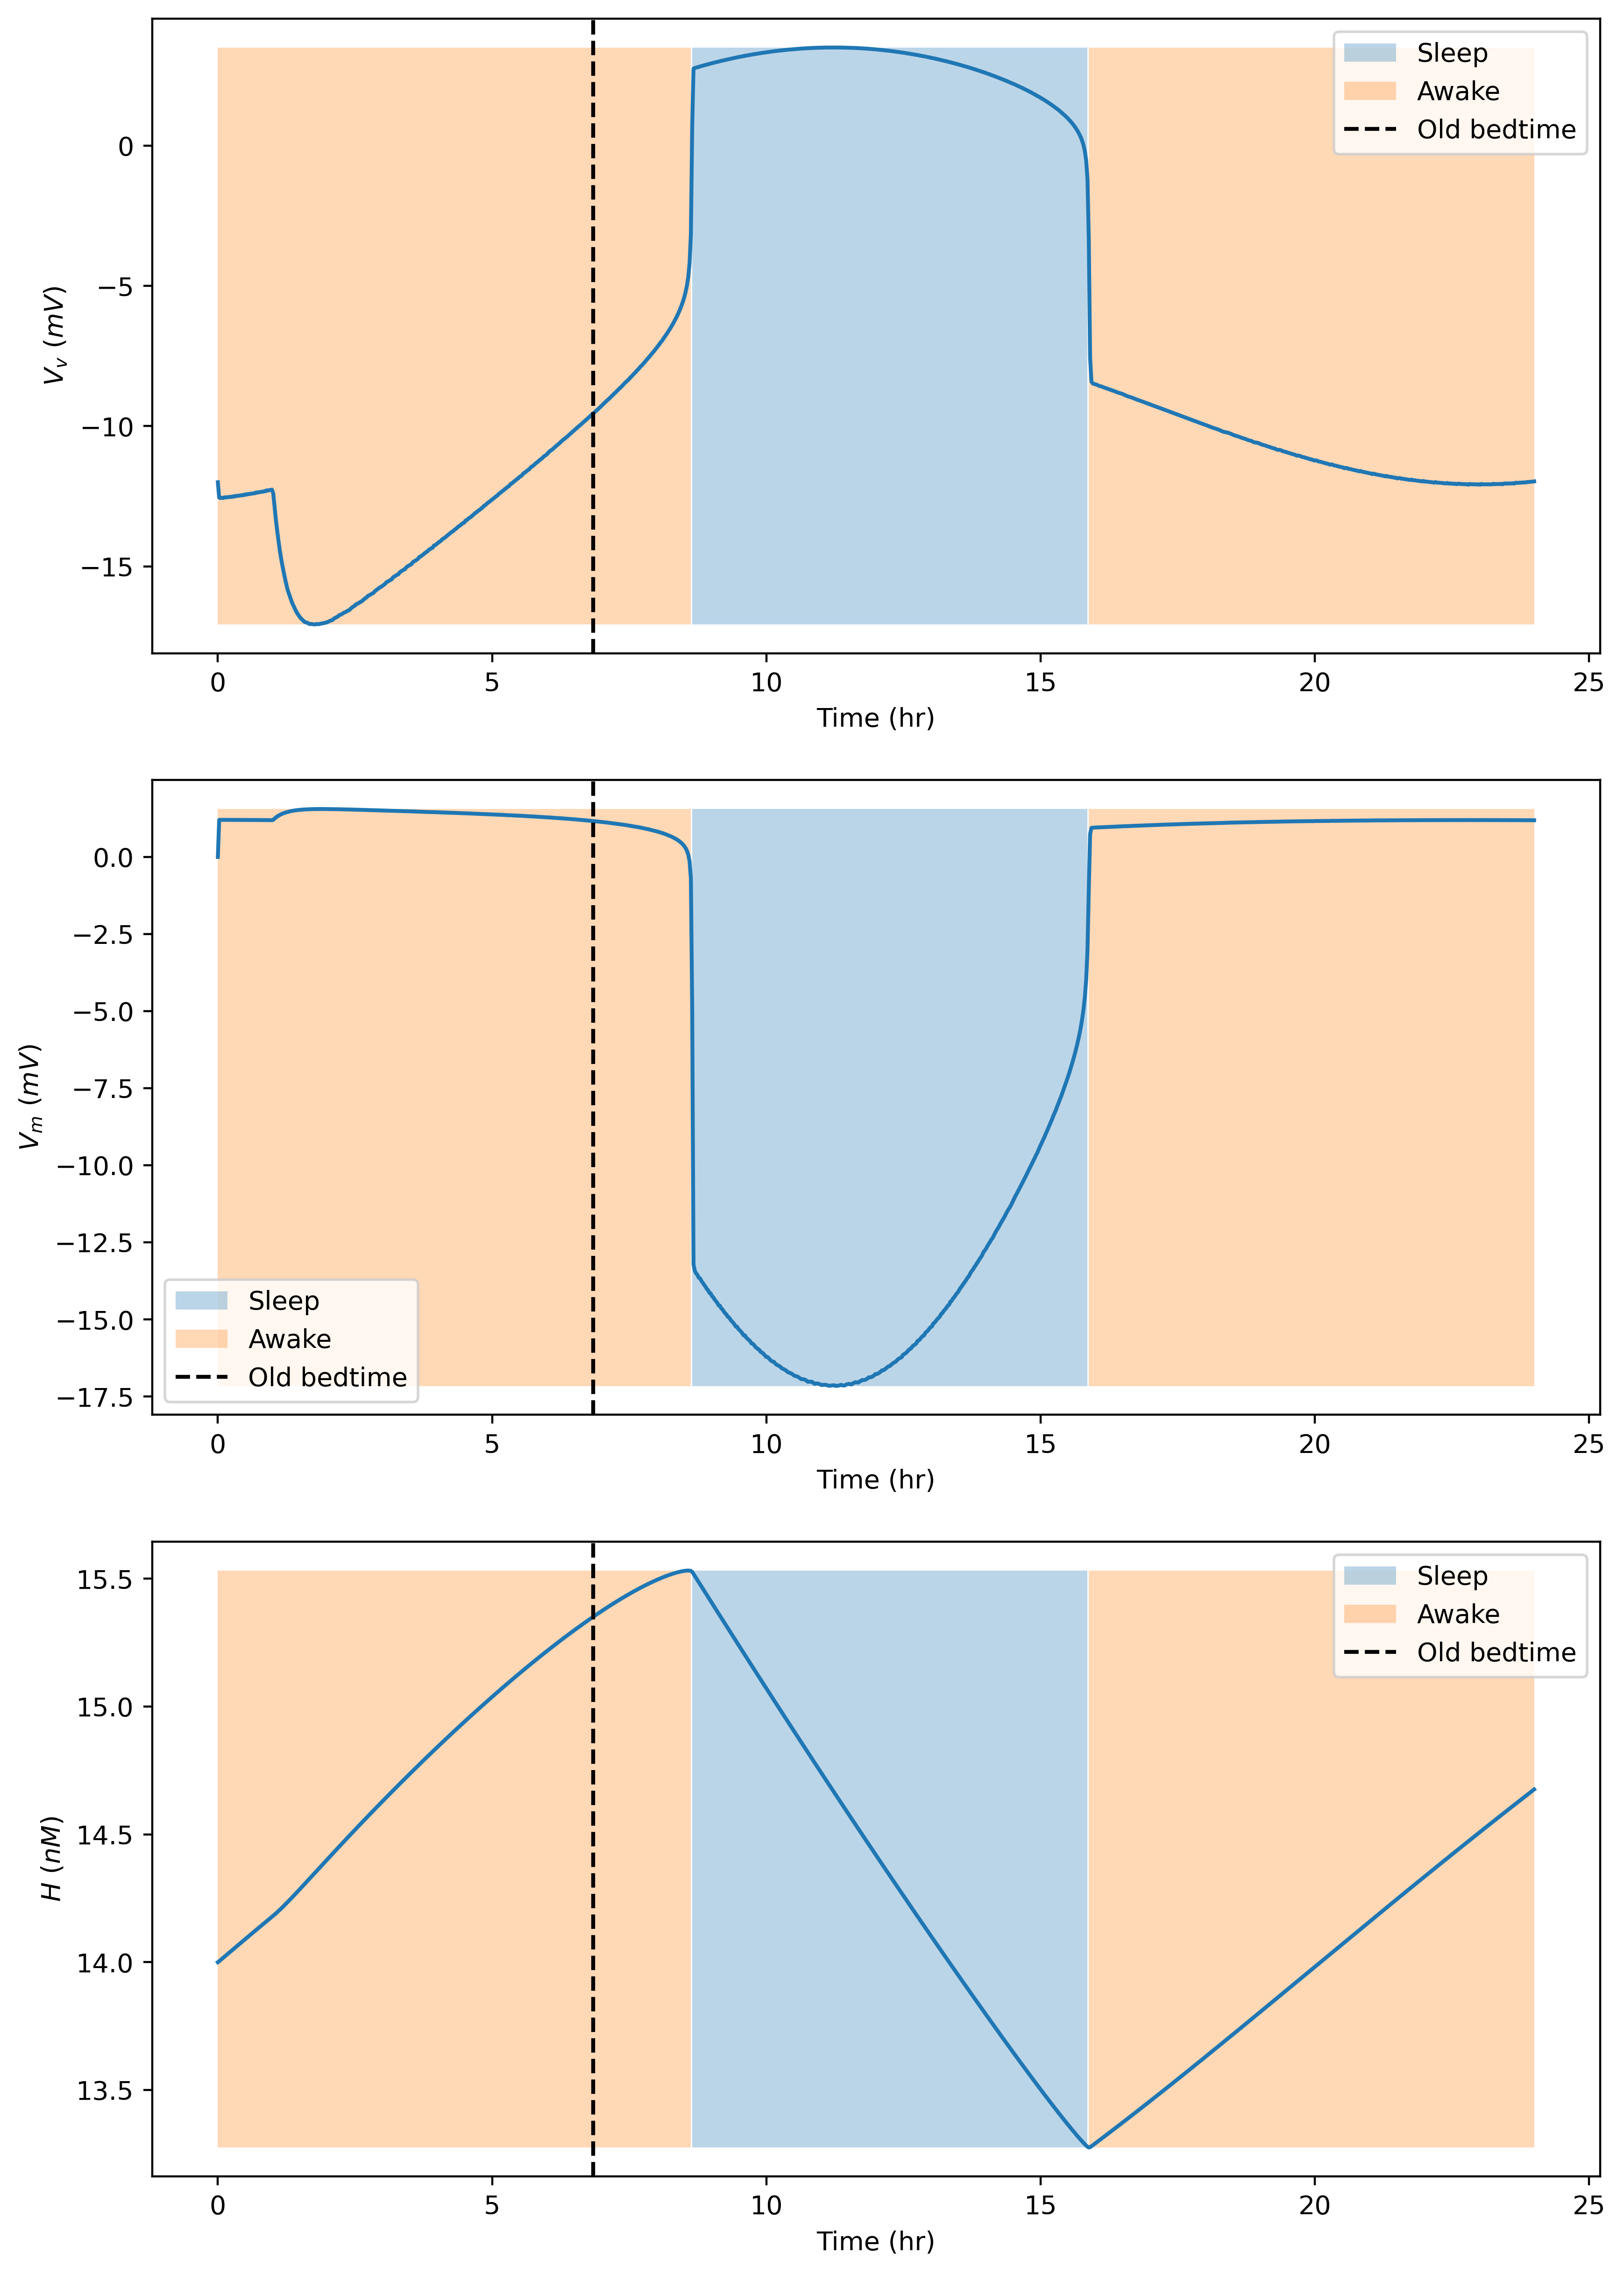 Sleep
Awake
Old bedtime
0
−5
−10
−15
V_v (mV)
0 5 10 15 20 25
Time (hr)
0.0
−2.5
−5.0
−7.5
−10.0
−12.5
−15.0
−17.5
V_m (mV)
Sleep
Awake
Old bedtime
0 5 10 15 20 25
Time (hr)
Sleep
Awake
Old bedtime
15.5
15.0
14.5
14.0
13.5
H (nM)
0 5 10 15 20 25
Time (hr)